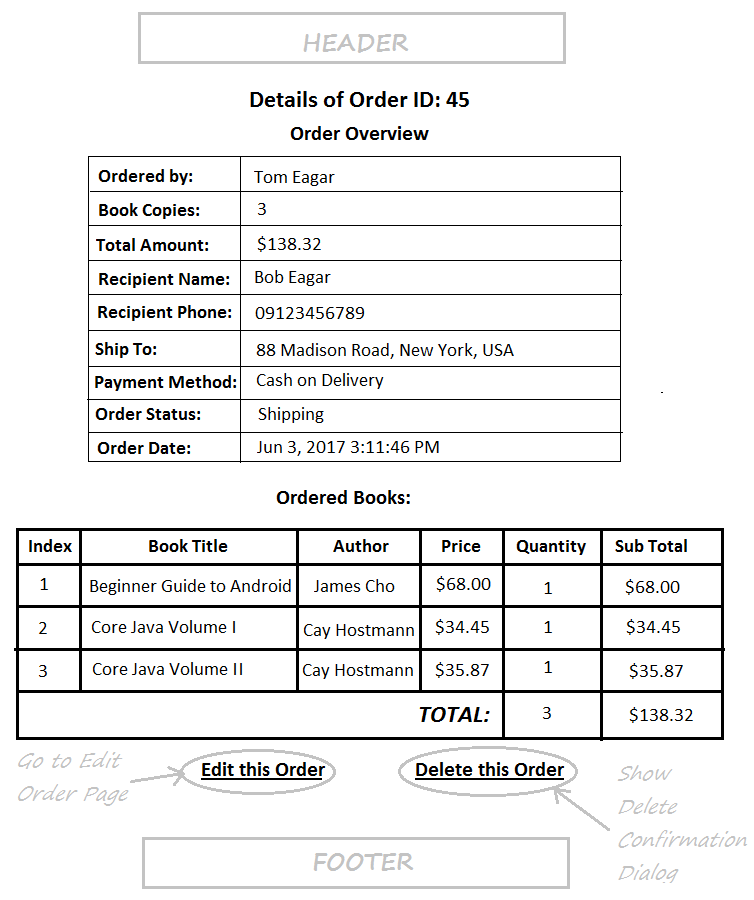 HEADER
Details of Order ID: 45
Order Overview
Ordered by: Tom Eagar
Book Copies: 3
Total Amount: $138.32
Recipient Name: Bob Eagar
Recipient Phone: 09123456789
Ship To: 88 Madison Road, New York, USA
Payment Method: Cash on Delivery
Order Status: Shipping
Order Date: Jun 3, 2017 3:11:46 PM
Ordered Books:
Index Book Title Author Price Quantity Sub Total
1 Beginner Guide to Android James Cho $68.00 1 $68.00
2 Core Java Volume I Cay Hostmann $34.45 1 $34.45
3 Core Java Volume II Cay Hostmann $35.87 1 $35.87
TOTAL: 3 $138.32
Go to Edit
Order Page
Edit this Order
Delete this Order
Show
Delete
Confirmation
Dialog
FOOTER